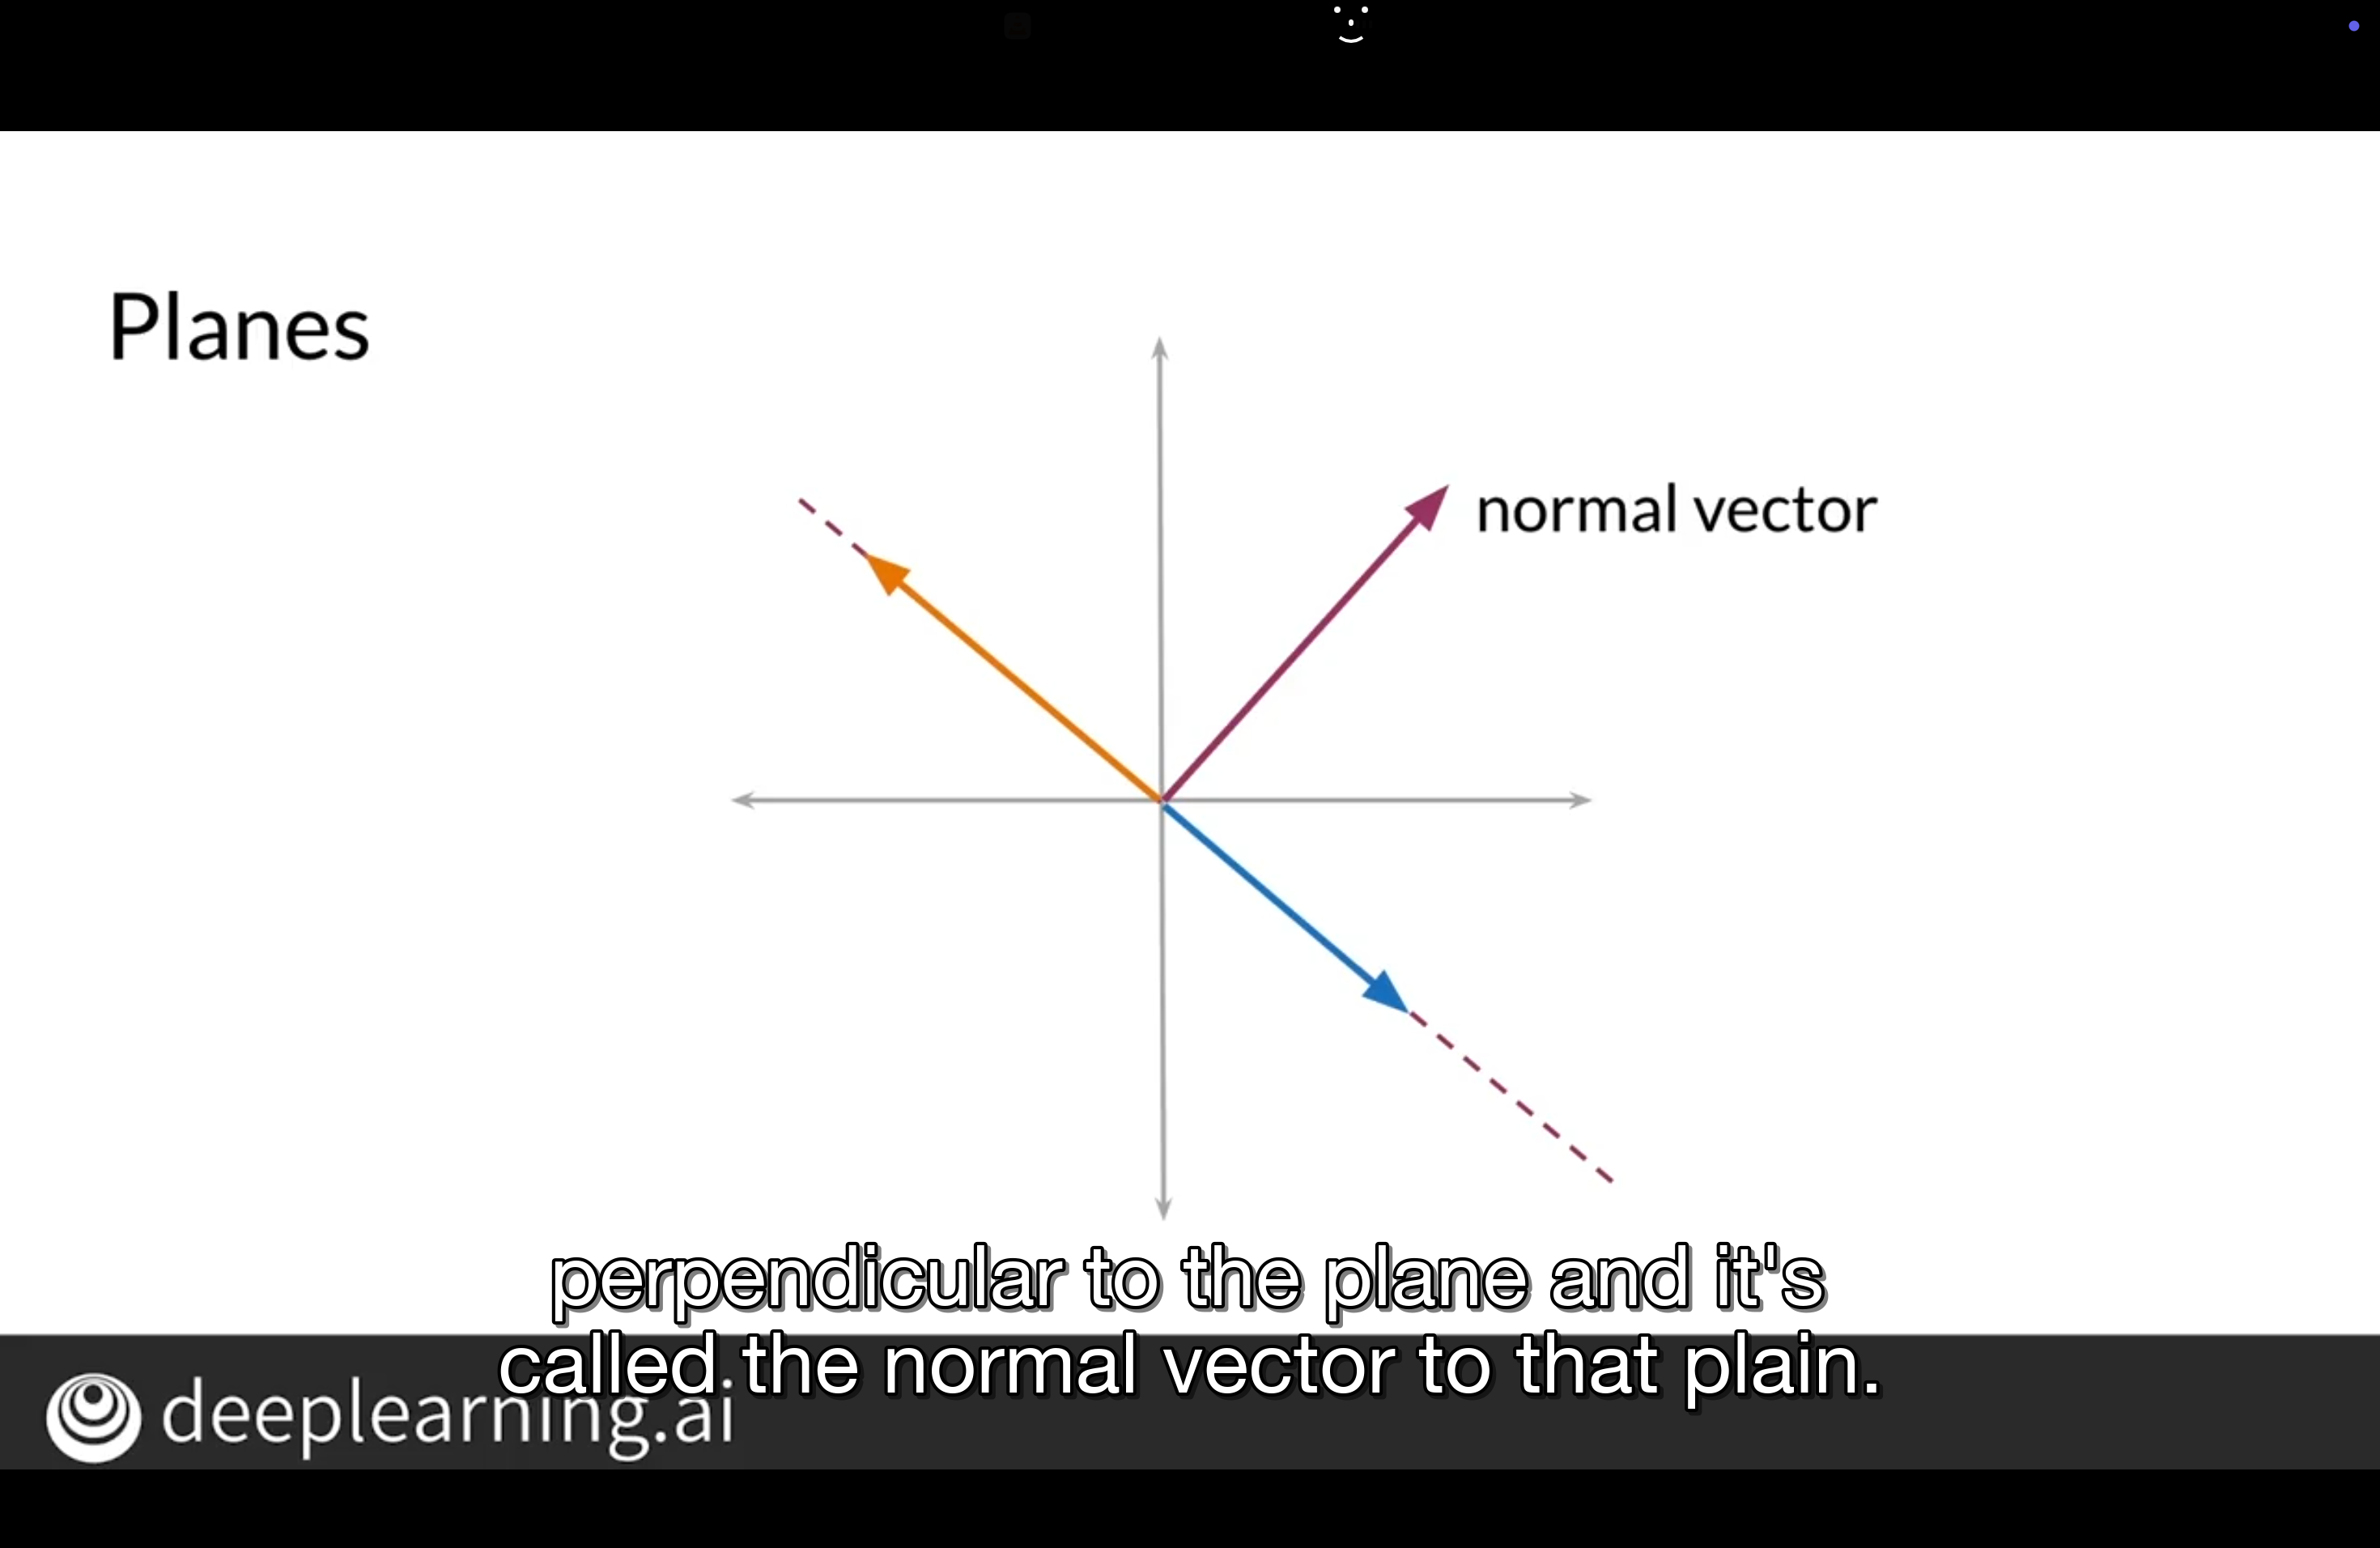 Planes
normal vector
perpendicular to the plane and it's
called the normal vector to that plain.
deeplearning.ai